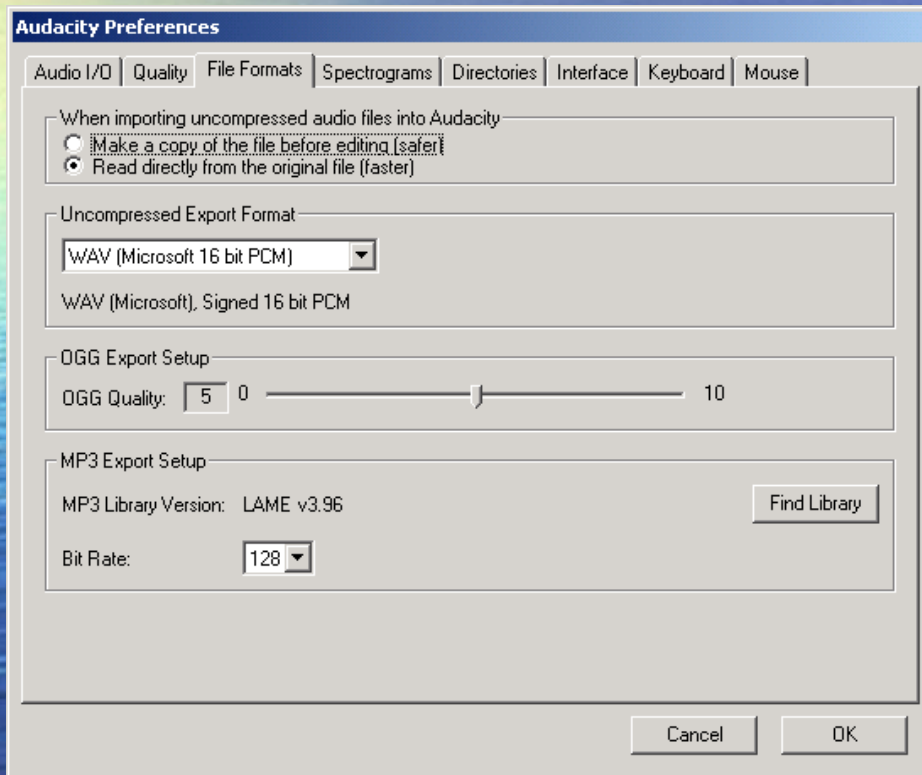 Audacity Preferences
Audio I/O Quality File Formats Spectrograms Directories Interface Keyboard Mouse
When importing uncompressed audio files into Audacity
Make a copy of the file before editing (safer)
Read directly from the original file (faster)
Uncompressed Export Format
WAV (Microsoft 16 bit PCM)
WAV (Microsoft), Signed 16 bit PCM
OGG Export Setup
OGG Quality: 5 0 10
MP3 Export Setup
MP3 Library Version: LAME v3.96 Find Library
Bit Rate: 128
Cancel OK